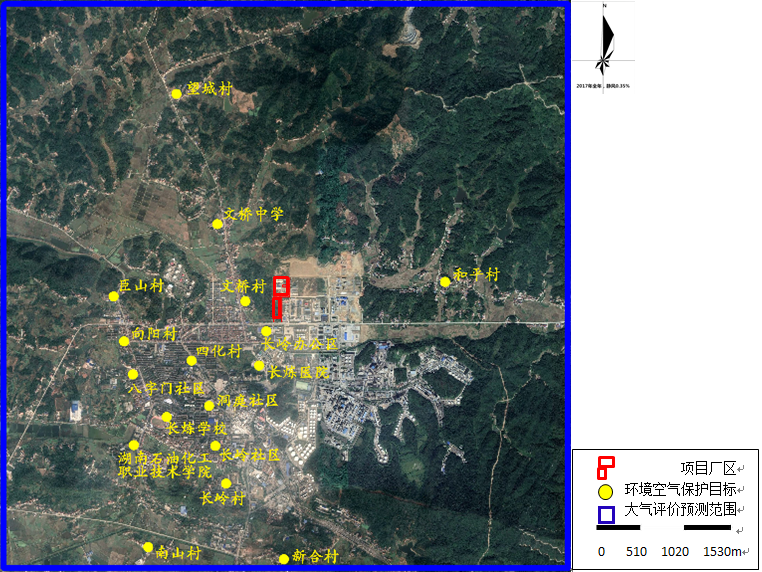 N
2017年全年,静风0.35%
望城村
文桥中学
和平村
臣山村
文桥村
向阳村
长岭办公区
四化村
长炼医院
八字门社区
洞庭社区
长炼学校
湖南石油化工
职业技术学院
长岭社区
长岭村
南山村
新合村
项目厂区
环境空气保护目标
大气评价预测范围
0 510 1020 1530m